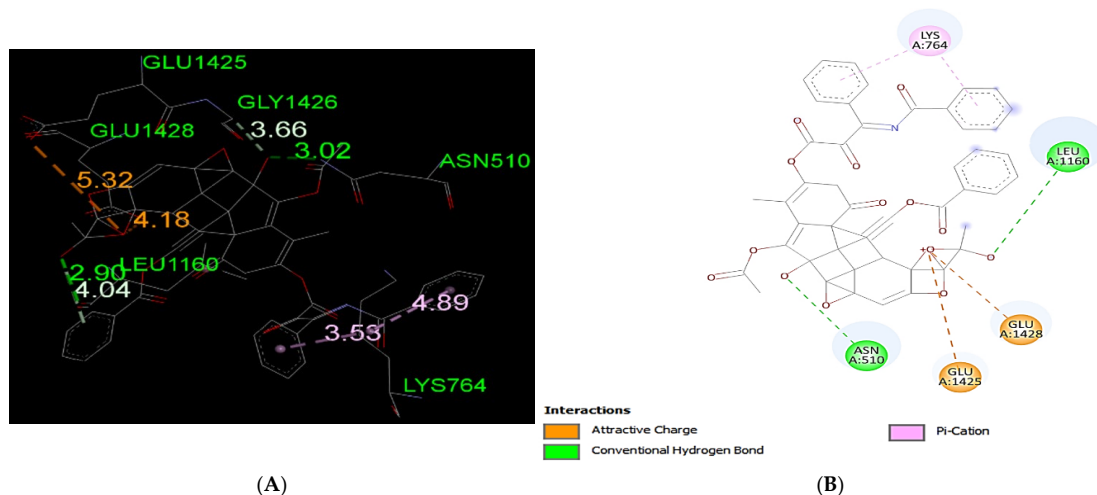 GLU1425
GLY1426
3.66
GLU1428
3.02
ASN510
5.32
4.18
2.90
LEU1160
4.04
4.89
3.53
LYS764
(A)
LYS
A:764
O
O
N
O
O
O
LEU
A:1160
O
O
O
O
O
O
+O
O
O
O
O
GLU
A:1428
ASN
A:510
GLU
A:1425
Interactions
Attractive Charge
Conventional Hydrogen Bond
Pi-Cation
(B)